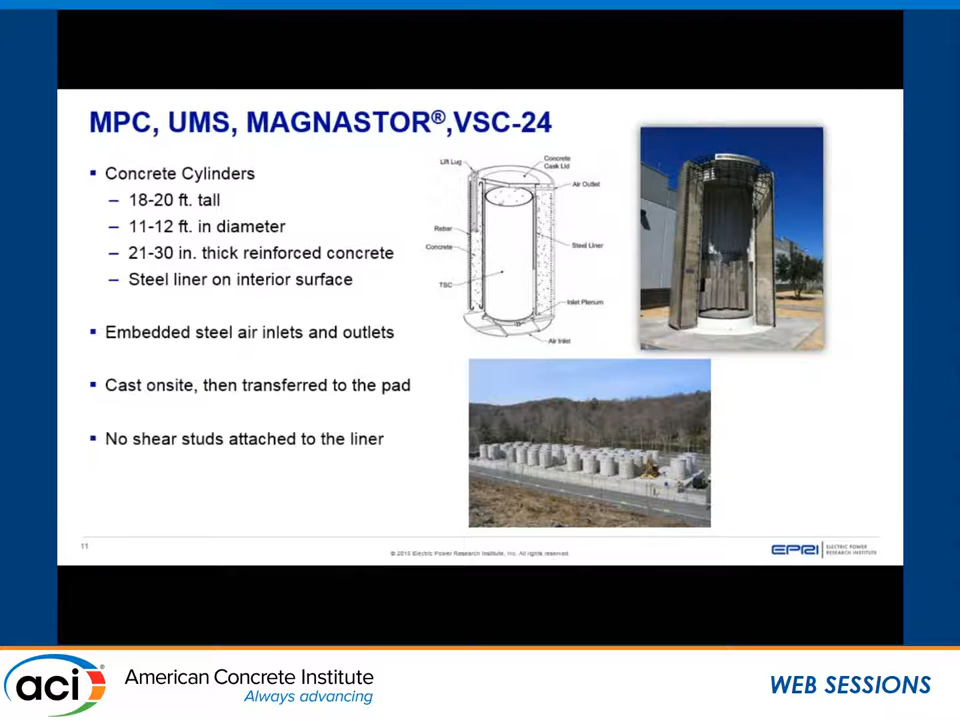 MPC, UMS, MAGNASTOR®,VSC-24
▪ Concrete Cylinders
– 18-20 ft. tall
– 11-12 ft. in diameter
– 21-30 in. thick reinforced concrete
– Steel liner on interior surface
▪ Embedded steel air inlets and outlets
▪ Cast onsite, then transferred to the pad
▪ No shear studs attached to the liner
Lift Lug
Concrete
Cask Lid
Air Outlet
Rebar
Concrete
Steel Liner
TSC
Inlet Plenum
Air Inlet
11
© 2019 Electric Power Research Institute, Inc. All rights reserved.
EPRI
ELECTRIC POWER
RESEARCH INSTITUTE
aci®
American Concrete Institute
Always advancing
WEB SESSIONS